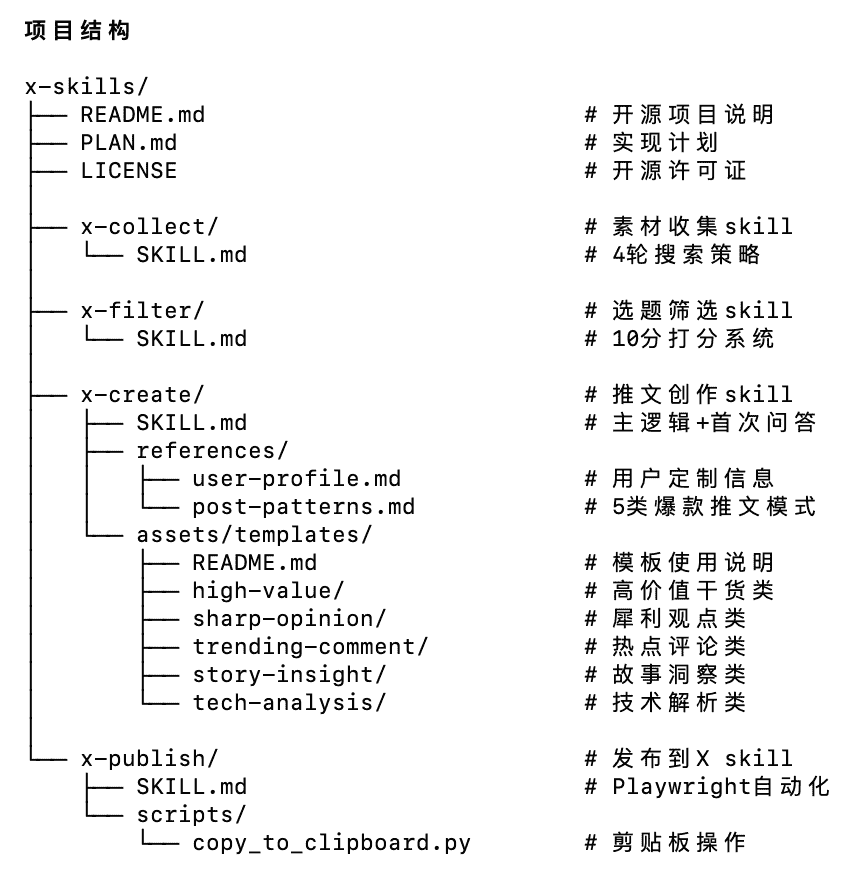 项目结构
x-skills/
├── README.md                           # 开源项目说明
├── PLAN.md                             # 实现计划
├── LICENSE                             # 开源许可证
│
├── x-collect/                          # 素材收集skill
│   └── SKILL.md                        # 4轮搜索策略
│
├── x-filter/                           # 选题筛选skill
│   └── SKILL.md                        # 10分打分系统
│
├── x-create/                           # 推文创作skill
│   ├── SKILL.md                        # 主逻辑+首次问答
│   ├── references/
│   │   ├── user-profile.md             # 用户定制信息
│   │   └── post-patterns.md            # 5类爆款推文模式
│   └── assets/templates/
│       ├── README.md                   # 模板使用说明
│       ├── high-value/                 # 高价值干货类
│       ├── sharp-opinion/              # 犀利观点类
│       ├── trending-comment/           # 热点评论类
│       ├── story-insight/              # 故事洞察类
│       └── tech-analysis/              # 技术解析类
│
└── x-publish/                          # 发布到X skill
    ├── SKILL.md                        # Playwright自动化
    └── scripts/
        └── copy_to_clipboard.py        # 剪贴板操作